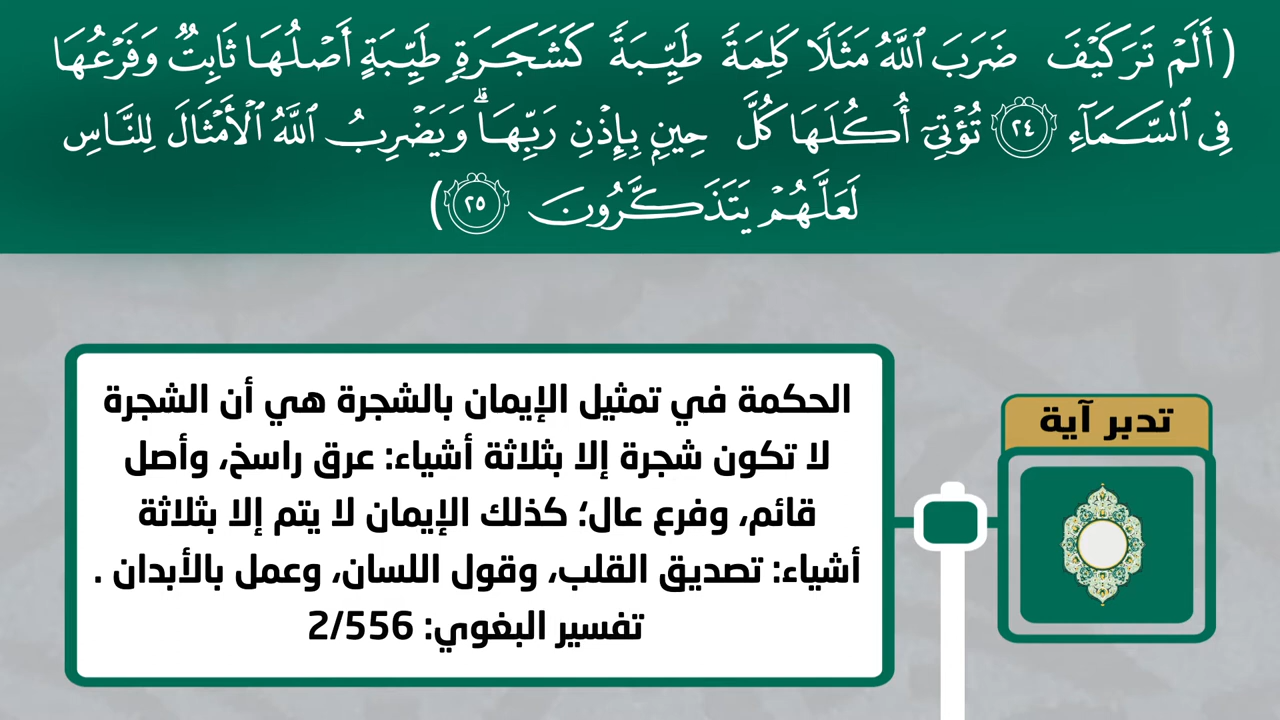 ( أَلَمْ تَرَ كَيْفَ ضَرَبَ ٱللَّهُ مَثَلًا كَلِمَةً طَيِّبَةً كَشَجَرَةٍ طَيِّبَةٍ أَصْلُهَا ثَابِتٌ وَفَرْعُهَا
فِى ٱلسَّمَآءِ ٢٤ تُؤْتِىٓ أُكُلَهَا كُلَّ حِينٍۭ بِإِذْنِ رَبِّهَا ۗ وَيَضْرِبُ ٱللَّهُ ٱلْأَمْثَالَ لِلنَّاسِ
لَعَلَّهُمْ يَتَذَكَّرُونَ ٢٥ )
تدبر آية
الحكمة في تمثيل الإيمان بالشجرة هي أن الشجرة
لا تكون شجرة إلا بثلاثة أشياء: عرق راسخ، وأصل
قائم، وفرع عال؛ كذلك الإيمان لا يتم إلا بثلاثة
أشياء: تصديق القلب، وقول اللسان، وعمل بالأبدان .
تفسير البغوي: 2/556